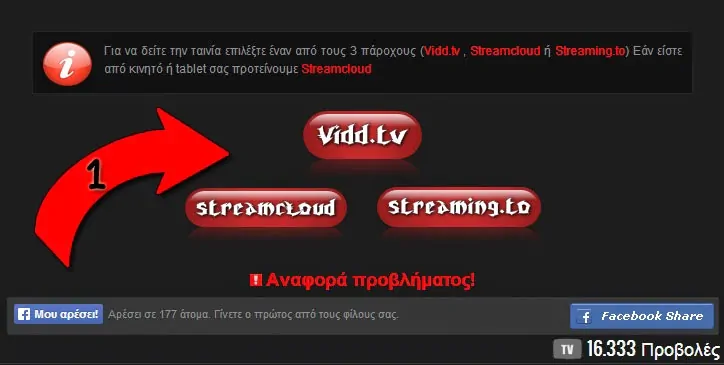 Για να δείτε την ταινία επιλέξτε έναν από τους 3 πάροχους (Vidd.tv , Streamcloud ή Streaming.to) Εάν είστε
από κινητό ή tablet σας προτείνουμε Streamcloud
1
Vidd.tv
streamcloud
streaming.to
Αναφορά προβλήματος!
Μου αρέσει! Αρέσει σε 177 άτομα. Γίνετε ο πρώτος από τους φίλους σας.
Facebook Share
TV 16.333 Προβολές